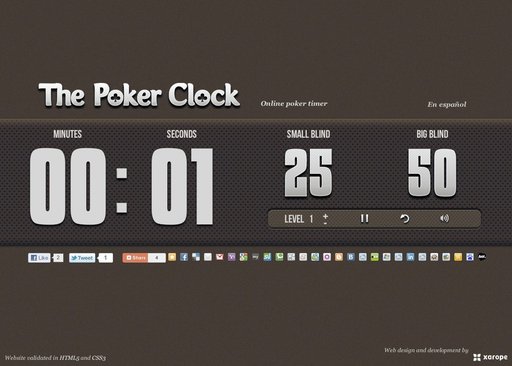 The Poker Clock
Online poker timer
En español
MINUTES SECONDS SMALL BLIND BIG BLIND
00:01 25 50
LEVEL 1 + -
Like 2 Tweet 1 Share 4
Web design and development by xarope
Website validated in HTML5 and CSS3